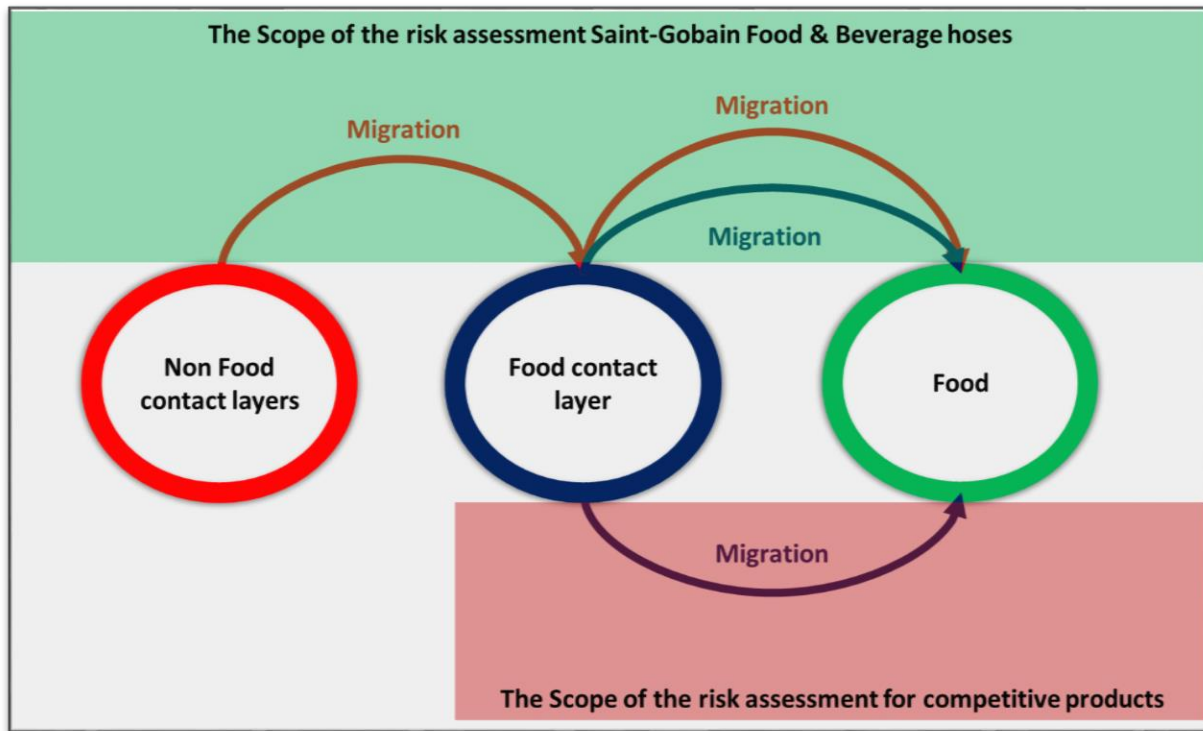 The Scope of the risk assessment Saint-Gobain Food & Beverage hoses
Migration
Migration
Migration
Non Food
contact layers
Food contact
layer
Food
Migration
The Scope of the risk assessment for competitive products